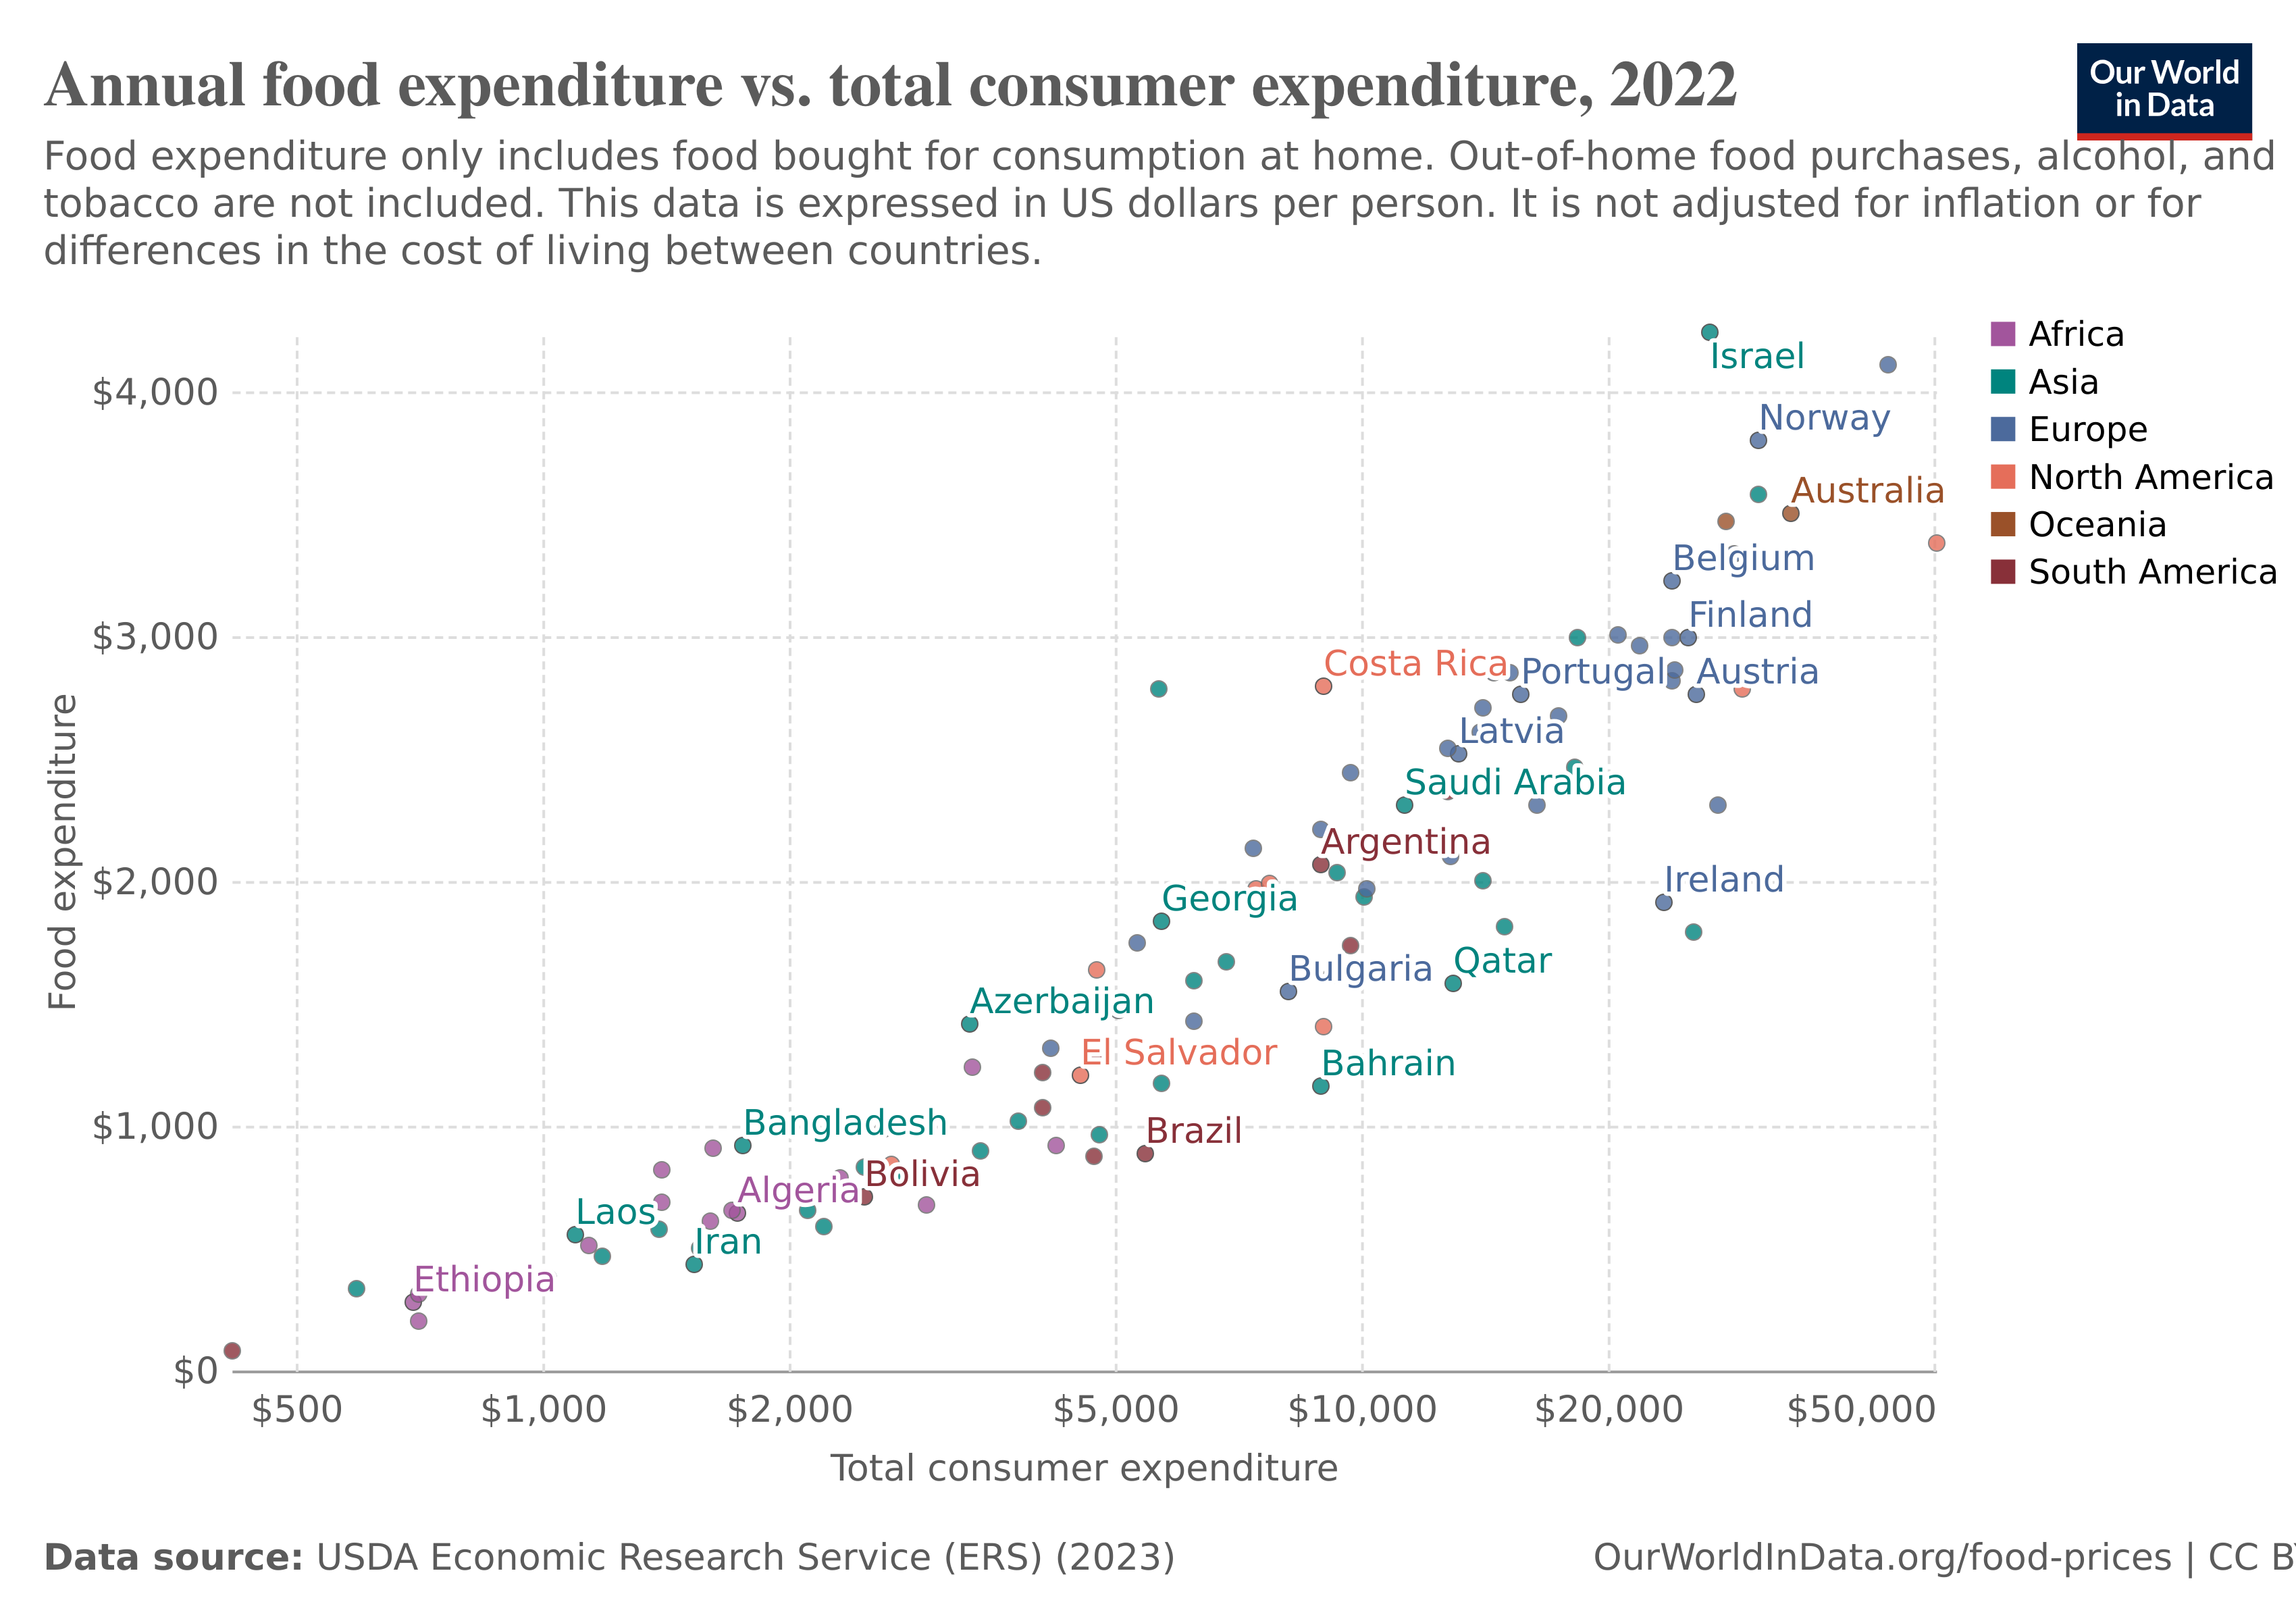 Annual food expenditure vs. total consumer expenditure, 2022
Our World
in Data
Food expenditure only includes food bought for consumption at home. Out-of-home food purchases, alcohol, and
tobacco are not included. This data is expressed in US dollars per person. It is not adjusted for inflation or for
differences in the cost of living between countries.
Africa
Asia
Europe
North America
Oceania
South America
Israel
$4,000
Norway
Australia
Belgium
Finland
$3,000
Costa Rica
Portugal
Austria
Latvia
Saudi Arabia
Argentina
$2,000
Ireland
Georgia
Qatar
Bulgaria
Azerbaijan
El Salvador
Bahrain
Brazil
Bangladesh
$1,000
Bolivia
Algeria
Laos
Iran
Ethiopia
$0
Food expenditure
$500
$1,000
$2,000
$5,000
$10,000
$20,000
$50,000
Total consumer expenditure
Data source: USDA Economic Research Service (ERS) (2023)
OurWorldInData.org/food-prices | CC